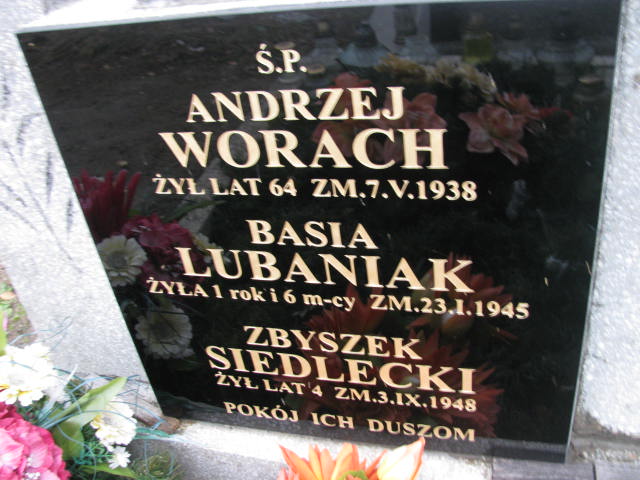 Ś.P.
ANDRZEJ
WORACH
ŻYŁ LAT 64 ZM.7.V.1938
BASIA
LUBANIAK
ŻYŁA 1 rok i 6 m-cy ZM.23.I.1945
ZBYSZEK
SIEDLECKI
ŻYŁ LAT 4 ZM.3.IX.1948
POKÓJ ICH DUSZOM